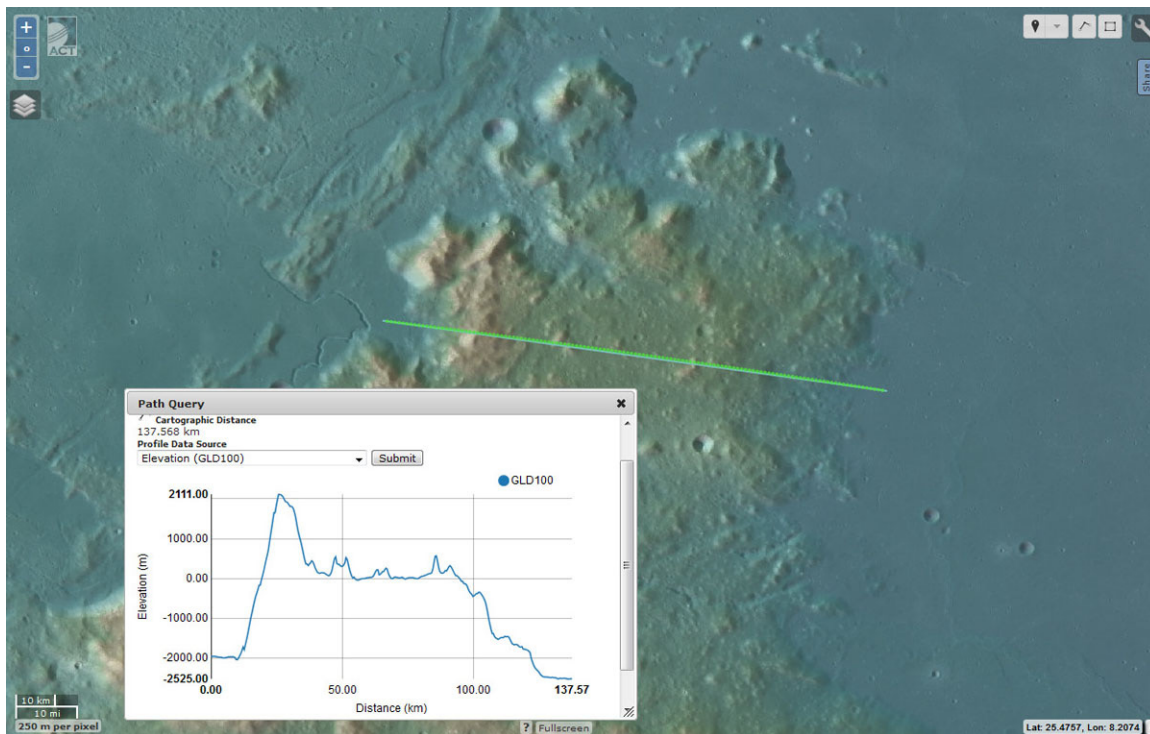 +
o
−
ACT
Share
Path Query
Cartographic Distance
137.568 km
Profile Data Source
Elevation (GLD100)
Submit
GLD100
2111.00
1000.00
0.00
-1000.00
-2000.00
-2525.00
Elevation (m)
0.00 50.00 100.00 137.57
Distance (km)
10 km
10 mi
250 m per pixel
? Fullscreen
Lat: 25.4757, Lon: 8.2074